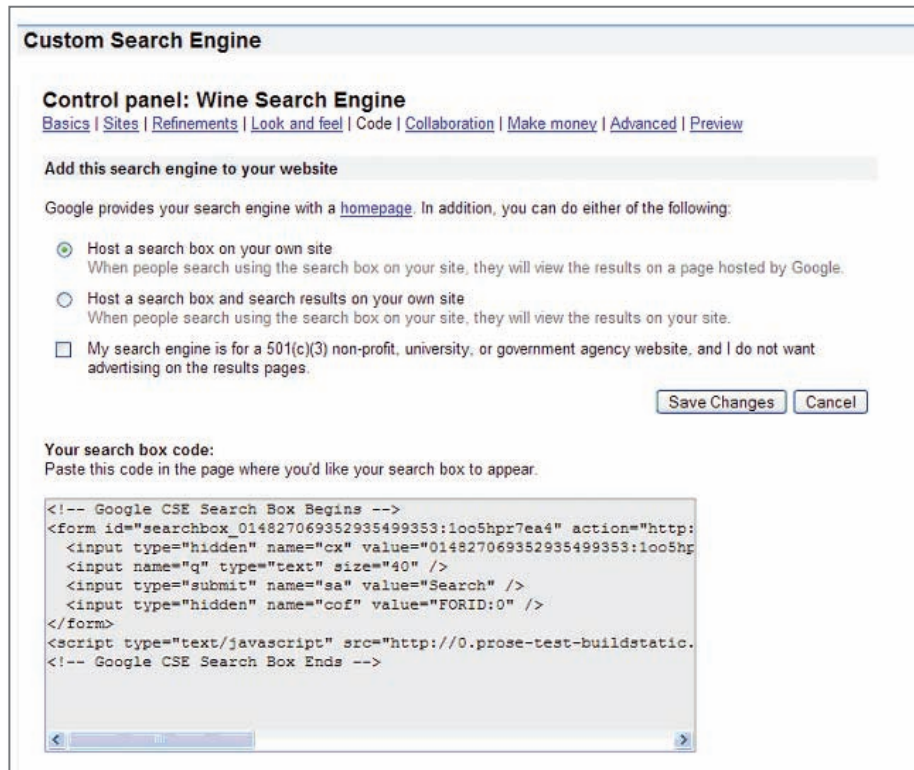 Custom Search Engine
Control panel: Wine Search Engine
Basics | Sites | Refinements | Look and feel | Code | Collaboration | Make money | Advanced | Preview
Add this search engine to your website
Google provides your search engine with a homepage. In addition, you can do either of the following:
Host a search box on your own site
When people search using the search box on your site, they will view the results on a page hosted by Google.
Host a search box and search results on your own site
When people search using the search box on your site, they will view the results on your site.
My search engine is for a 501(c)(3) non-profit, university, or government agency website, and I do not want
advertising on the results pages.
Save Changes Cancel
Your search box code:
Paste this code in the page where you'd like your search box to appear.
<!-- Google CSE Search Box Begins -->
<form id="searchbox_014827069352935499353:1oo5hpr7ea4" action="http:
<input type="hidden" name="cx" value="014827069352935499353:1oo5hp
<input name="q" type="text" size="40" />
<input type="submit" name="sa" value="Search" />
<input type="hidden" name="cof" value="FORID:0" />
</form>
<script type="text/javascript" src="http://0.prose-test-buildstatic.
<!-- Google CSE Search Box Ends -->